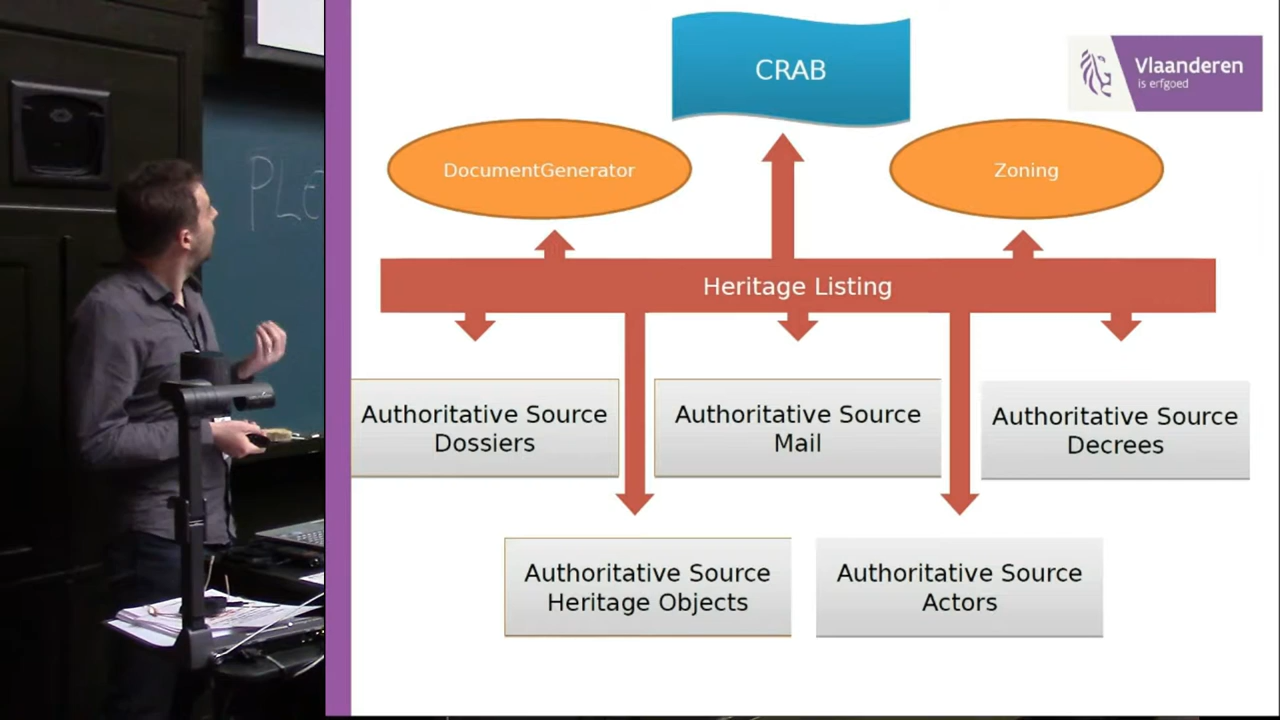 CRAB
Vlaanderen
is erfgoed
DocumentGenerator
Zoning
PLE
Heritage Listing
Authoritative Source
Dossiers
Authoritative Source
Mail
Authoritative Source
Decrees
Authoritative Source
Heritage Objects
Authoritative Source
Actors